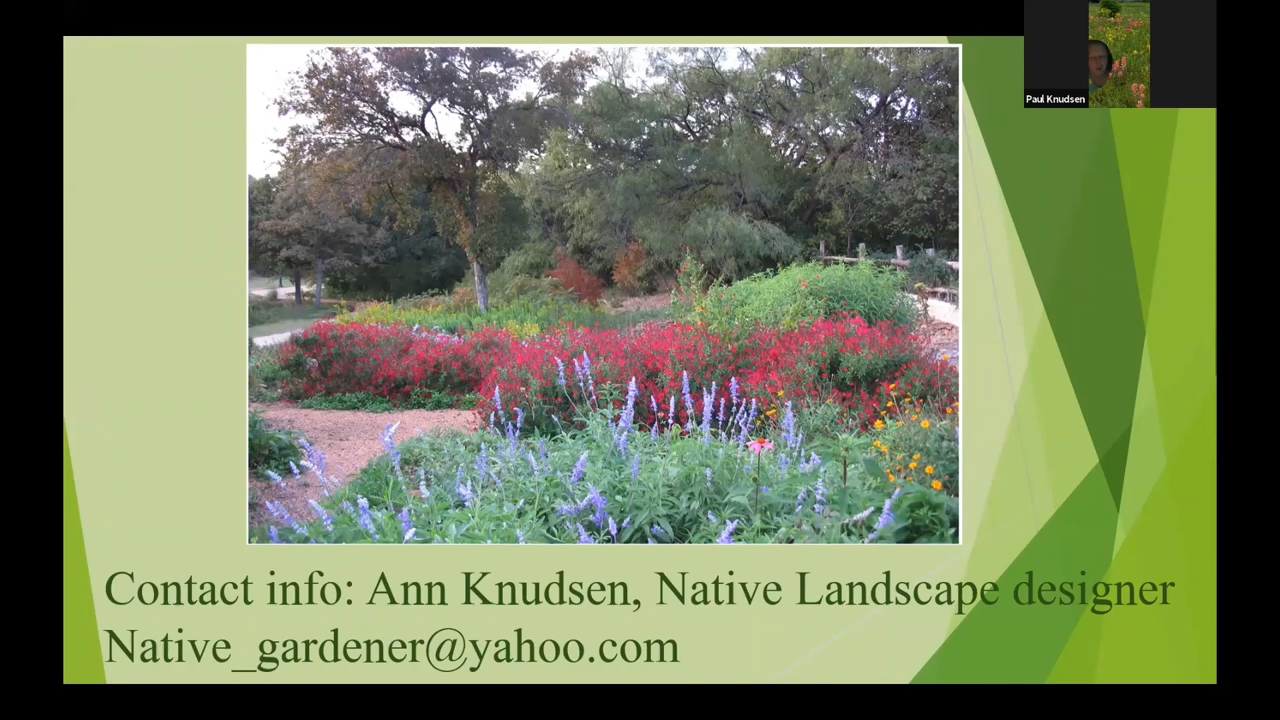 Paul Knudsen
Contact info: Ann Knudsen, Native Landscape designer
Native_gardener@yahoo.com